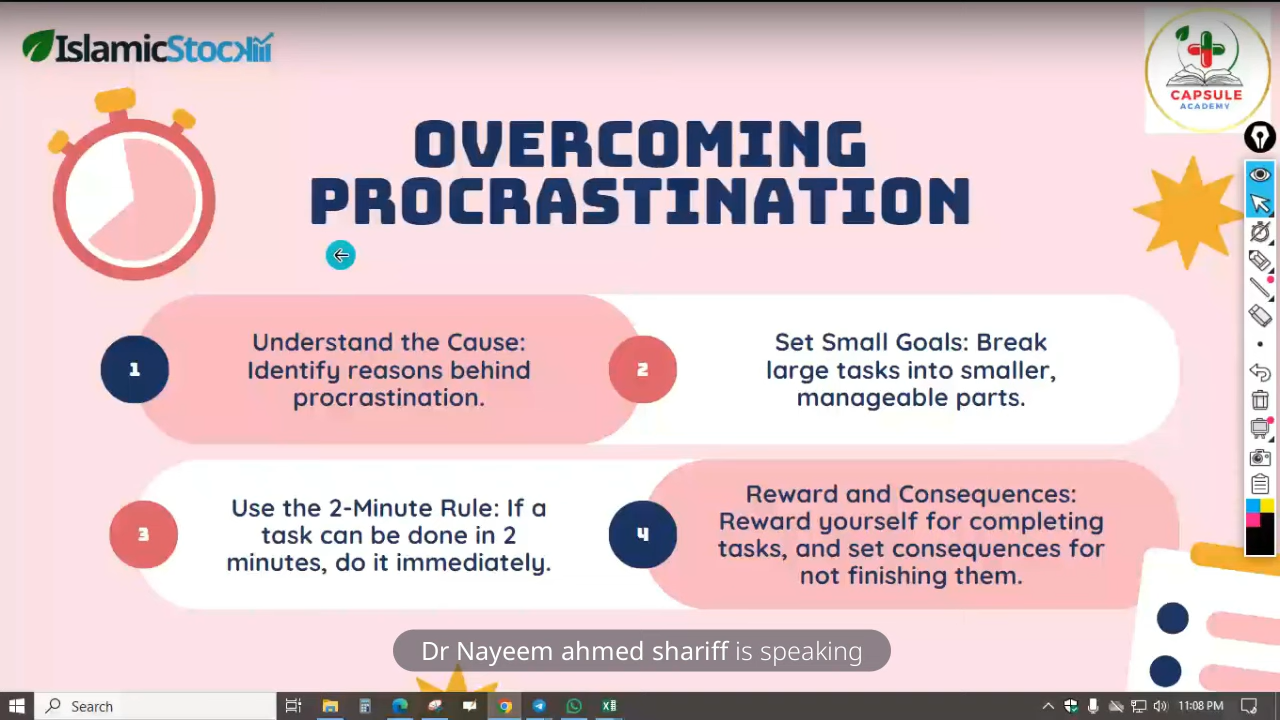 IslamicStock
CAPSULE
ACADEMY
OVERCOMING
PROCRASTINATION
1
Understand the Cause:
Identify reasons behind
procrastination.
2
Set Small Goals: Break
large tasks into smaller,
manageable parts.
3
Use the 2-Minute Rule: If a
task can be done in 2
minutes, do it immediately.
4
Reward and Consequences:
Reward yourself for completing
tasks, and set consequences for
not finishing them.
Dr Nayeem ahmed shariff is speaking
Search
11:08 PM